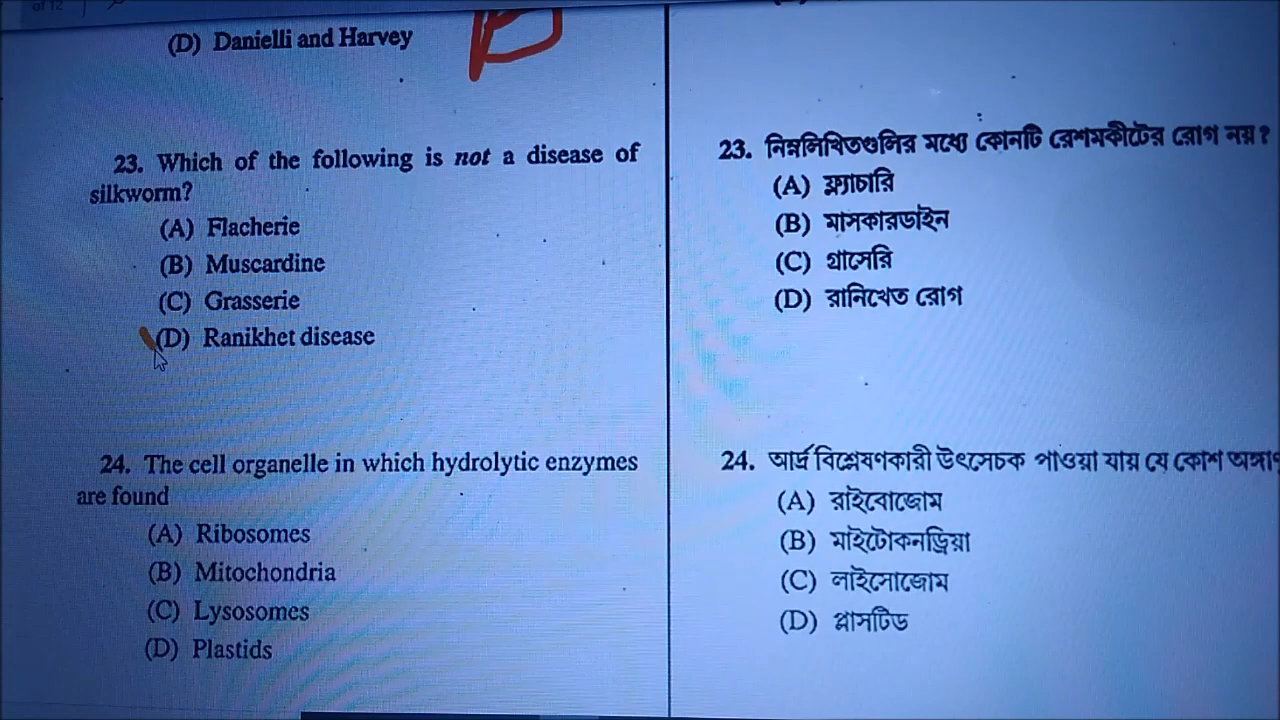 of 12
(D) Danielli and Harvey
23. Which of the following is not a disease of
silkworm?
(A) Flacherie
(B) Muscardine
(C) Grasserie
(D) Ranikhet disease
24. The cell organelle in which hydrolytic enzymes
are found
(A) Ribosomes
(B) Mitochondria
(C) Lysosomes
(D) Plastids
23. নিম্নলিখিতগুলির মধ্যে কোনটি রেশমকীটের রোগ নয় ?
(A) ফ্ল্যাচারি
(B) মাসকারডাইন
(C) গ্রাসেরি
(D) রানিখেত রোগ
24. আর্দ্র বিশ্লেষণকারী উৎসেচক পাওয়া যায় যে কোশ
(A) রাইবোজোম
(B) মাইটোকনড্রিয়া
(C) লাইসোজোম
(D) প্লাসটিড